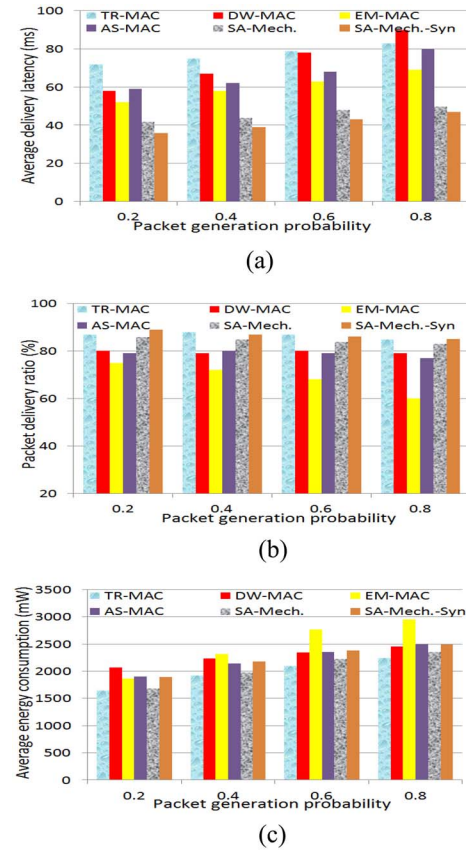 100
TR-MAC DW-MAC EM-MAC
AS-MAC SA-Mech. SA-Mech.-Syn
80
60
40
20
0
Average delivery latency (ms)
0.2 0.4 0.6 0.8
Packet generation probability
(a)
100
TR-MAC DW-MAC EM-MAC
AS-MAC SA-Mech. SA-Mech.-Syn
80
60
40
20
Packet delivery ratio (%)
0.2 0.4 0.6 0.8
Packet generation probability
(b)
3500
TR-MAC DW-MAC EM-MAC
3000
AS-MAC SA-Mech. SA-Mech.-Syn
2500
2000
1500
1000
500
0
Average energy consumption (mW)
0.2 0.4 0.6 0.8
Packet generation probability
(c)